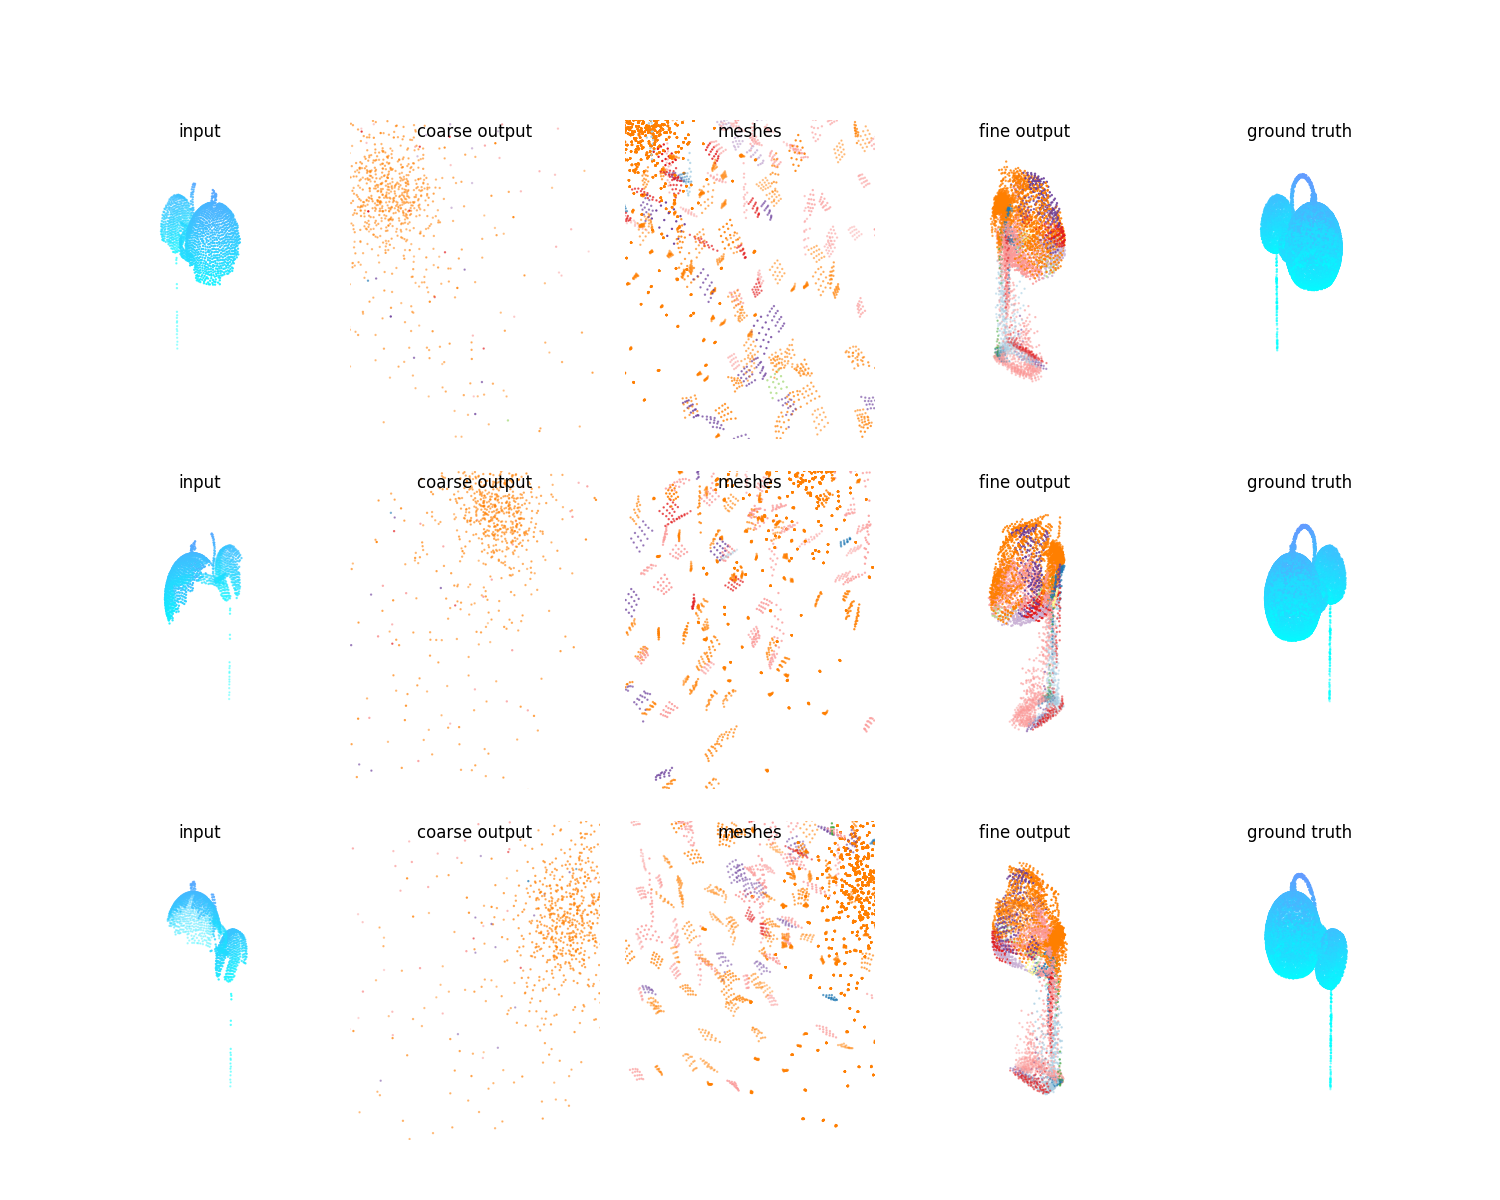 input
coarse output
meshes
fine output
ground truth
input
coarse output
meshes
fine output
ground truth
input
coarse output
meshes
fine output
ground truth